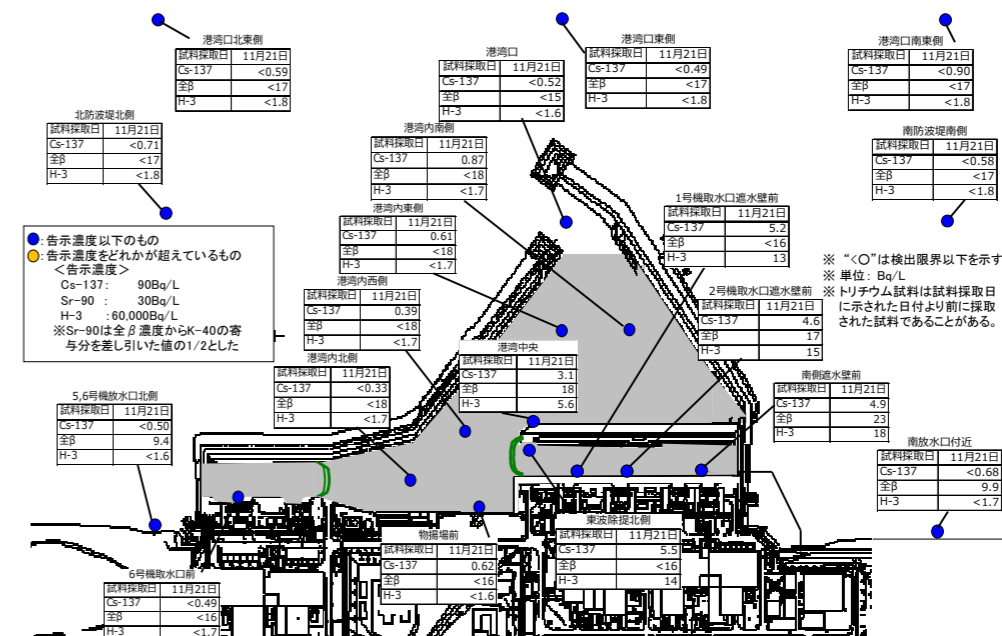 港湾口北東側
試料採取日 11月21日
Cs-137 <0.59
全β <17
H-3 <1.8
港湾口
試料採取日 11月21日
Cs-137 <0.52
全β <15
H-3 <1.6
港湾口東側
試料採取日 11月21日
Cs-137 <0.49
全β <17
H-3 <1.8
港湾口南東側
試料採取日 11月21日
Cs-137 <0.90
全β <17
H-3 <1.8
北防波堤北側
試料採取日 11月21日
Cs-137 <0.71
全β <17
H-3 <1.8
港湾内南側
試料採取日 11月21日
Cs-137 0.87
全β <18
H-3 <1.7
南防波堤南側
試料採取日 11月21日
Cs-137 <0.58
全β <17
H-3 <1.8
港湾内東側
試料採取日 11月21日
Cs-137 0.61
全β <18
H-3 <1.7
1号機取水口遮水壁前
試料採取日 11月21日
Cs-137 5.2
全β <16
H-3 13
:告示濃度以下のもの
:告示濃度をどれかが超えているもの
<告示濃度>
Cs-137: 90Bq/L
Sr-90 : 30Bq/L
H-3 :60,000Bq/L
※Sr-90は全β濃度からK-40の寄
与分を差し引いた値の1/2とした
※ “<○”は検出限界以下を示す
※ 単位: Bq/L
※ トリチウム試料は試料採取日
に示された日付より前に採取
された試料であることがある。
港湾内西側
試料採取日 11月21日
Cs-137 0.39
全β <18
H-3 <1.7
2号機取水口遮水壁前
試料採取日 11月21日
Cs-137 4.6
全β 17
H-3 15
港湾内北側
試料採取日 11月21日
Cs-137 <0.33
全β <18
H-3 <1.7
港湾中央
試料採取日 11月21日
Cs-137 3.1
全β 18
H-3 5.6
南側遮水壁前
試料採取日 11月21日
Cs-137 4.9
全β 23
H-3 18
5,6号機放水口北側
試料採取日 11月21日
Cs-137 <0.50
全β 9.4
H-3 <1.6
南放水口付近
試料採取日 11月21日
Cs-137 <0.68
全β 9.9
H-3 <1.7
物揚場前
試料採取日 11月21日
Cs-137 0.62
全β <16
H-3 <1.6
東波除堤北側
試料採取日 11月21日
Cs-137 5.5
全β <16
H-3 14
6号機取水口前
試料採取日 11月21日
Cs-137 <0.49
全β <16
H-3 <1.7